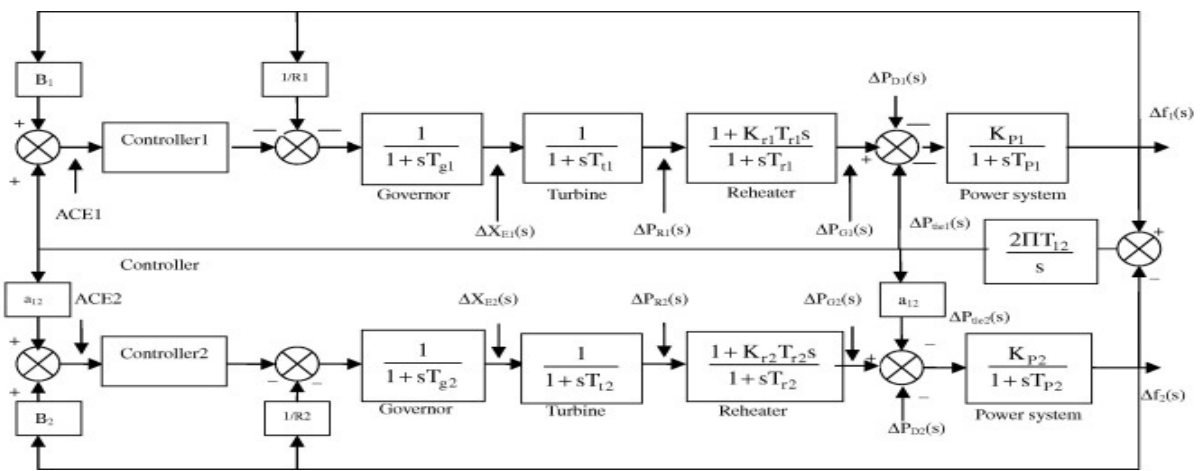 B₁
1/R1
ΔP_D1(s)
Δf₁(s)
+
Controller1
— —
1
1 + sT_g1
1
1 + sT_t1
1 + K_r1T_r1s
1 + sT_r1
—
+
—
K_P1
1 + sT_P1
+
ACE1
Governor
Turbine
Reheater
Power system
ΔX_E1(s)
ΔP_R1(s)
ΔP_G1(s)
ΔP_tie1(s)
2ΠT₁₂
s
+
−
Controller
a₁₂
ACE2
ΔX_E2(s)
ΔP_R2(s)
ΔP_G2(s)
a₁₂
ΔP_tie2(s)
+
Controller2
− −
1
1 + sT_g2
1
1 + sT_t2
1 + K_r2T_r2s
1 + sT_r2
−
+
−
K_P2
1 + sT_P2
+
B₂
1/R2
Governor
Turbine
Reheater
ΔP_D2(s)
Power system
Δf₂(s)